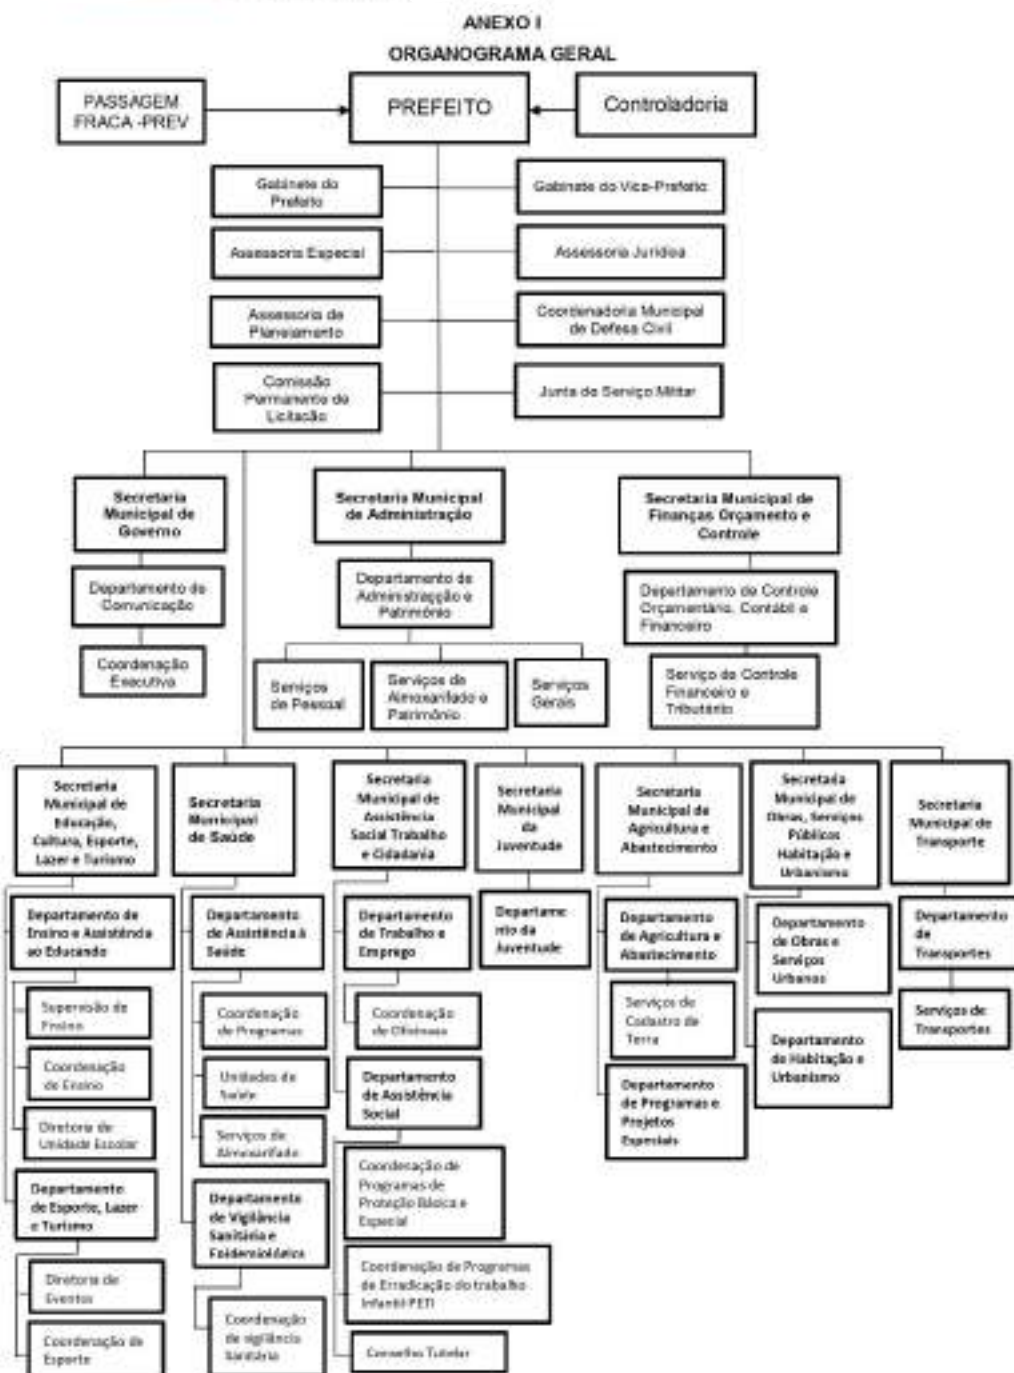 ANEXO I
ORGANOGRAMA GERAL
PASSAGEM
FRACA -PREV
PREFEITO
Controladoria
Gabinete do
Prefeito
Gabinete do Vice-Prefeito
Assessoria Especial
Assessoria Jurídica
Assessoria de
Planejamento
Coordenadoria Municipal
de Defesa Civil
Comissão
Permanente de
Licitação
Junta de Serviço Militar
Secretaria
Municipal de
Governo
Secretaria Municipal
de Administração
Secretaria Municipal de
Finanças Orçamento e
Controle
Departamento de
Comunicação
Departamento de
Administração e
Patrimônio
Departamento de Controle
Orçamentário, Contábil e
Financeiro
Coordenação
Executiva
Serviços
de Pessoal
Serviços de
Almoxarifado e
Patrimônio
Serviços
Gerais
Serviço de Controle
Financeiro e
Tributário
Secretaria
Municipal de
Educação,
Cultura, Esporte,
Lazer e Turismo
Secretaria
Municipal
de Saúde
Secretaria
Municipal de
Assistência
Social Trabalho
e Cidadania
Secretaria
Municipal
da
Juventude
Secretaria
Municipal de
Agricultura e
Abastecimento
Secretaria
Municipal de
Obras, Serviços
Públicos
Habitação e
Urbanismo
Secretaria
Municipal de
Transporte
Departamento de
Ensino e Assistência
ao Educando
Departamento
de Assistência à
Saúde
Departamento
de Trabalho e
Emprego
Departame
nto da
Juventude
Departamento
de Agricultura e
Abastecimento
Departamento
de Obras e
Serviços
Urbanos
Departamento
de
Transportes
Supervisão de
Ensino
Coordenação
de Programas
Coordenação
de Oficinas
Serviços de
Cadastro de
Terra
Serviços de
Transportes
Coordenação
de Ensino
Unidades de
Saúde
Departamento
de Assistência
Social
Departamento
de Programas e
Projetos
Especiais
Departamento
de Habitação e
Urbanismo
Diretoria de
Unidade Escolar
Serviços de
Almoxarifado
Coordenação de
Programas de
Proteção Básica e
Especial
Departamento
de Esporte, Lazer
e Turismo
Departamento
de Vigilância
Sanitária e
Epidemiológica
Coordenação de Programas
de Erradicação do trabalho
Infantil-PETI
Diretoria de
Eventos
Coordenação
de vigilância
Sanitária
Conselho Tutelar
Coordenação de
Esporte